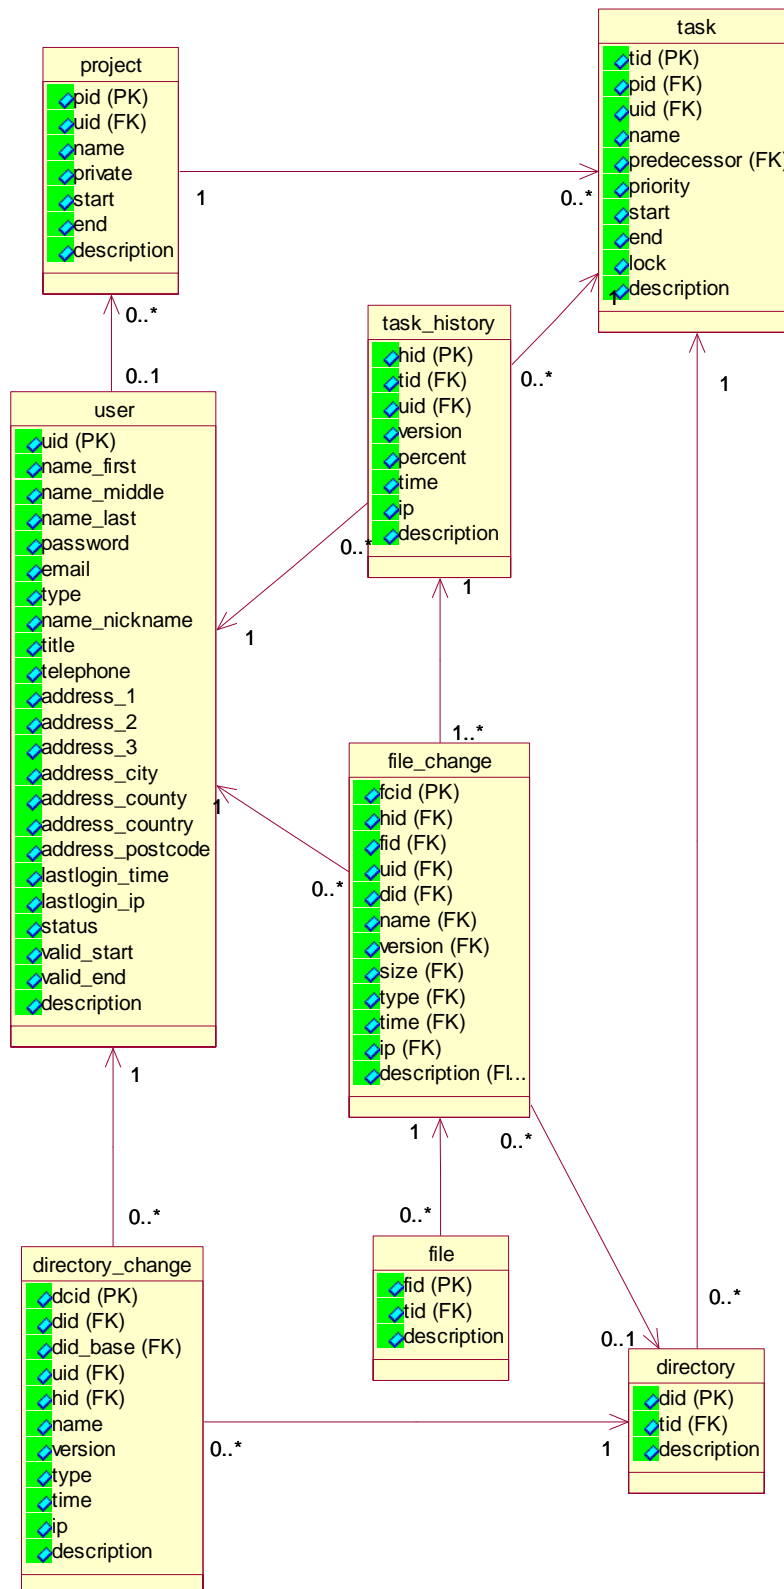 task
tid (PK)
pid (FK)
uid (FK)
name
predecessor (FK)
priority
start
end
lock
description
project
pid (PK)
uid (FK)
name
private
start
end
description
1
0..*
1
0..*
0..1
task_history
hid (PK)
tid (FK)
uid (FK)
version
percent
time
ip
description
0..*
1
user
uid (PK)
name_first
name_middle
name_last
password
email
type
name_nickname
title
telephone
address_1
address_2
address_3
address_city
address_county
address_country
address_postcode
lastlogin_time
lastlogin_ip
status
valid_start
valid_end
description
0..*
1
1
1..*
file_change
fcid (PK)
hid (FK)
fid (FK)
uid (FK)
did (FK)
name (FK)
version (FK)
size (FK)
type (FK)
time (FK)
ip (FK)
description (FI...
1
0..*
1
0..*
1
0..*
0..*
file
fid (PK)
tid (FK)
description
0..*
0..1
directory_change
dcid (PK)
did (FK)
did_base (FK)
uid (FK)
hid (FK)
name
version
type
time
ip
description
0..*
1
directory
did (PK)
tid (FK)
description